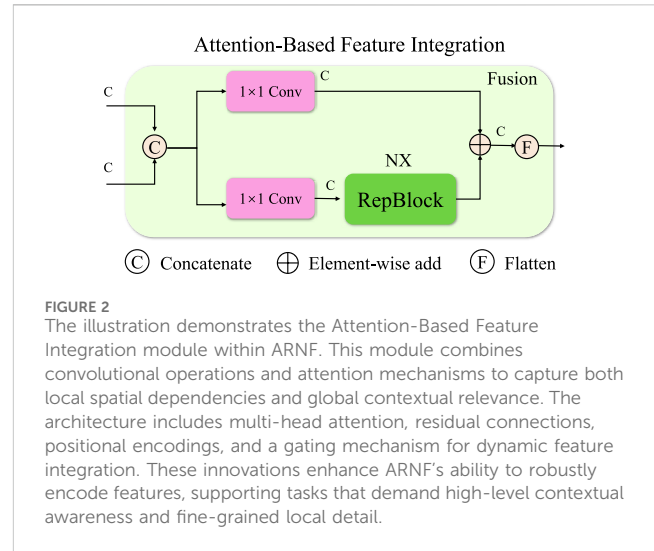 Attention-Based Feature Integration
Fusion
C
1×1 Conv
C
C
C
F
C
NX
1×1 Conv
C
RepBlock
C Concatenate
⊕ Element-wise add
F Flatten
FIGURE 2
The illustration demonstrates the Attention-Based Feature
Integration module within ARNF. This module combines
convolutional operations and attention mechanisms to capture both
local spatial dependencies and global contextual relevance. The
architecture includes multi-head attention, residual connections,
positional encodings, and a gating mechanism for dynamic feature
integration. These innovations enhance ARNF’s ability to robustly
encode features, supporting tasks that demand high-level contextual
awareness and fine-grained local detail.